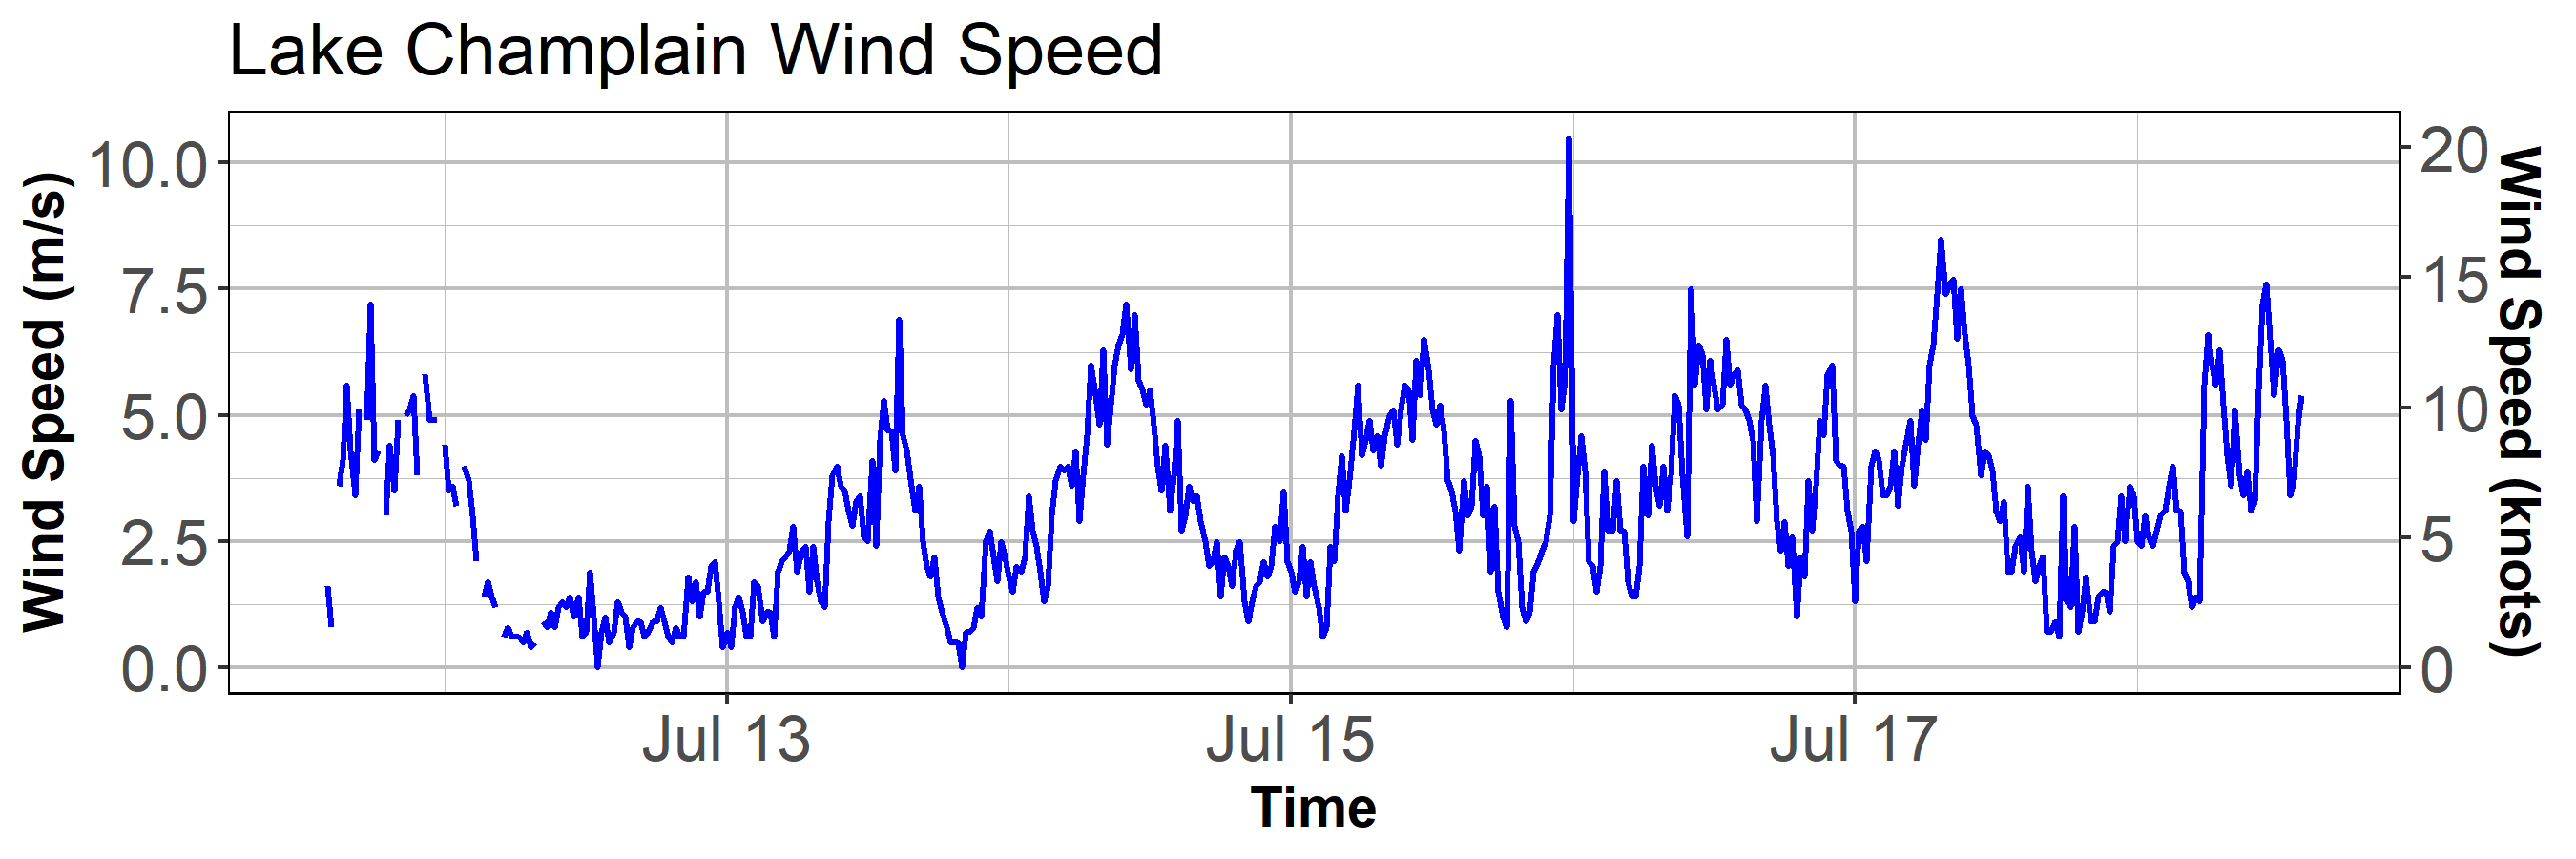 Lake Champlain Wind Speed
Wind Speed (m/s)
10.0
7.5
5.0
2.5
0.0
20
15
10
5
0
Wind Speed (knots)
Jul 13
Jul 15
Jul 17
Time